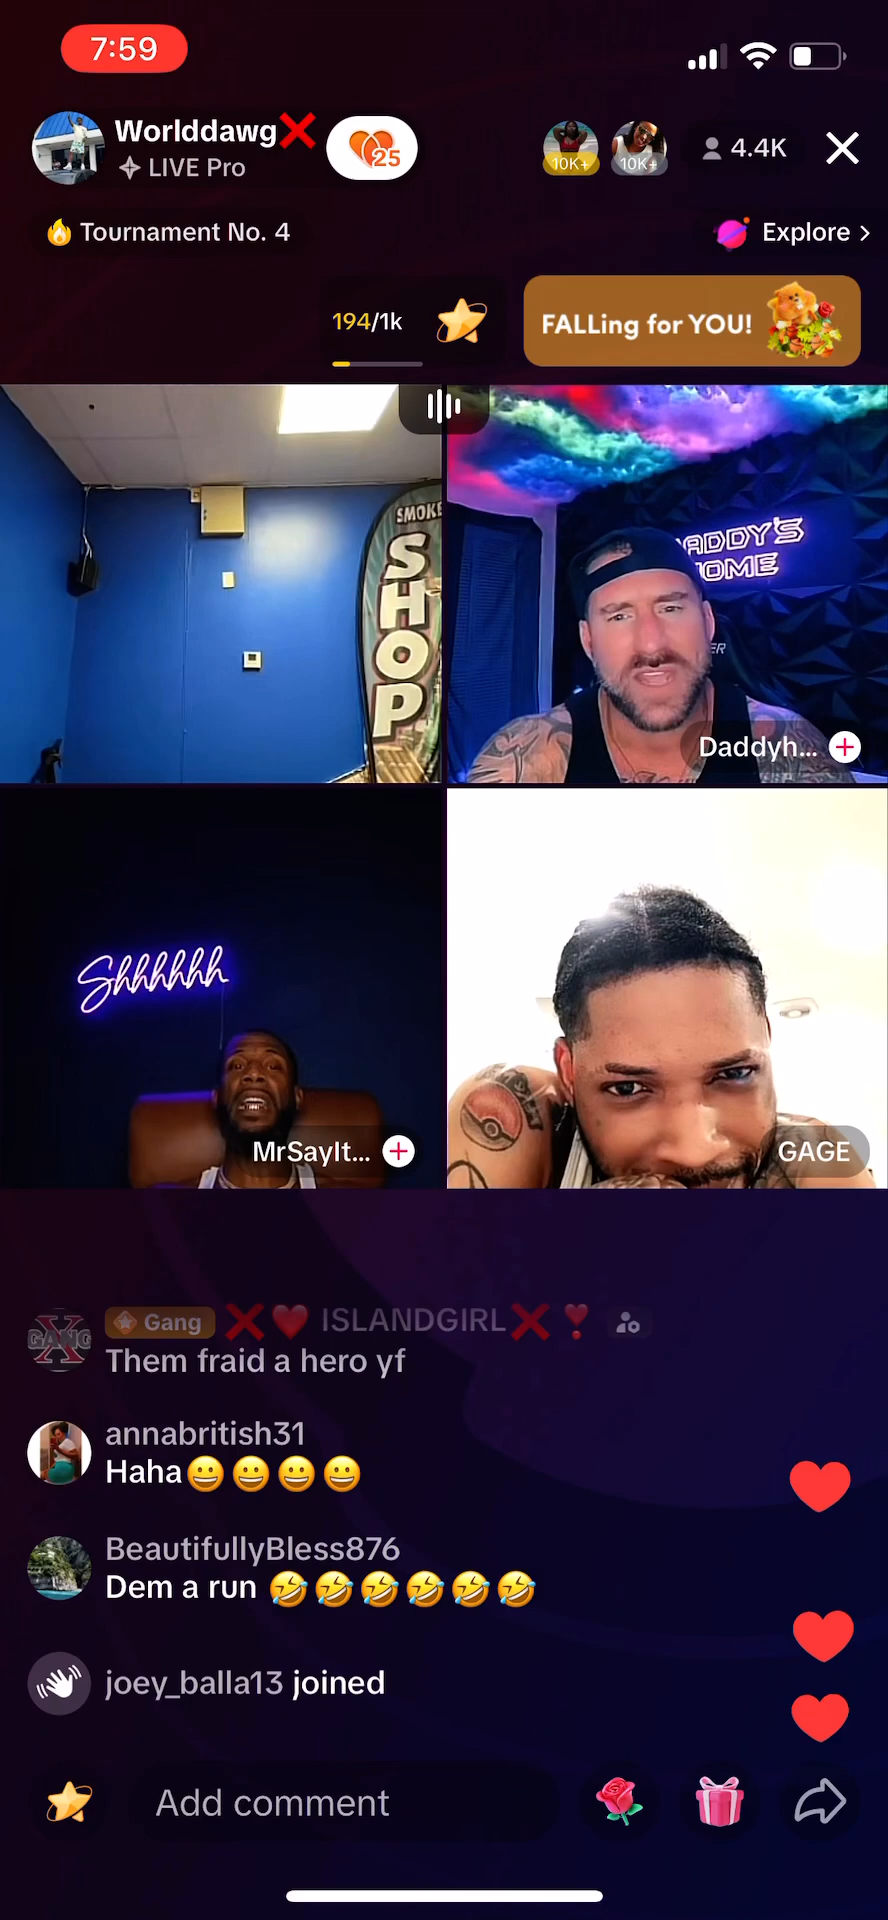 7:59
Worlddawg❌
LIVE Pro
25
10K+
10K+
4.4K
🔥 Tournament No. 4
Explore >
194/1k
FALLing for YOU!
SMOKE
SHOP
ADDY'S
OME
ER
Daddyh...
Shhhhhh
MrSayIt...
GAGE
GANG
X
Gang ❌❤️ ISLANDGIRL❌❣️
Them fraid a hero yf
annabritish31
Haha😀😀😀😀
BeautifullyBless876
Dem a run 🤣🤣🤣🤣🤣🤣
joey_balla13 joined
Add comment